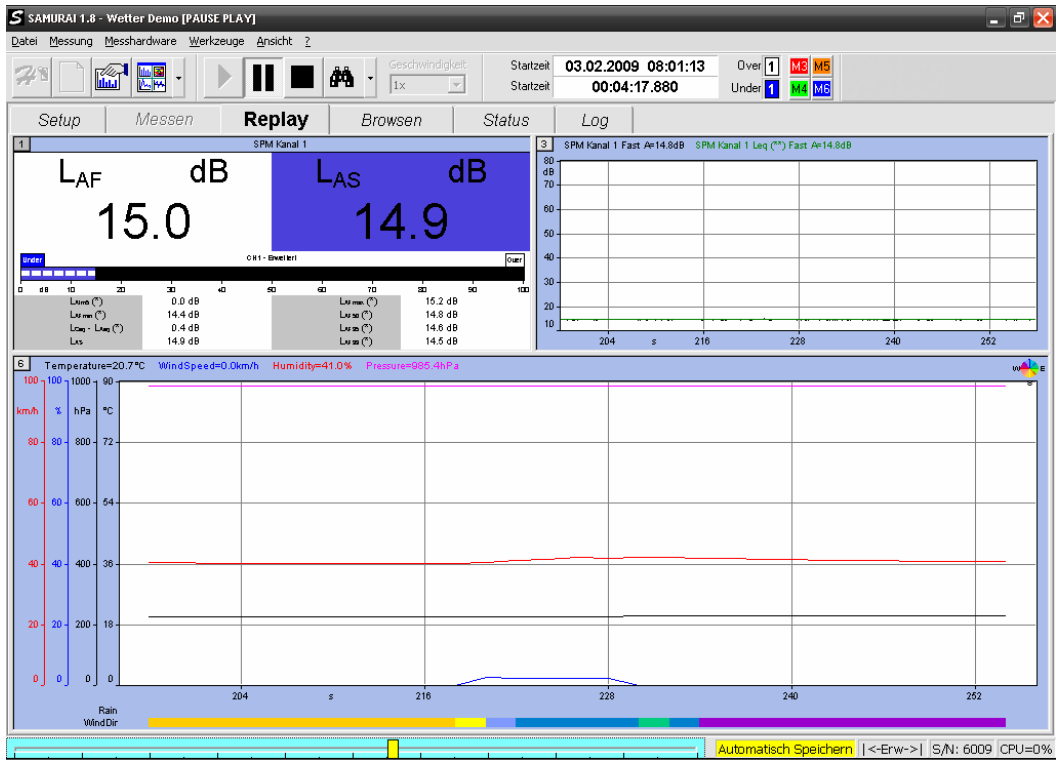 SAMURAI 1.8 - Wetter Demo [PAUSE PLAY]
Datei Messung Messhardware Werkzeuge Ansicht ?
Geschwindigkeit
1x
Startzeit 03.02.2009 08:01:13
Startzeit 00:04:17.880
Over 1 M3 M5
Under 1 M4 M6
Setup Messen Replay Browsen Status Log
1 SPM Kanal 1
LAF dB LAS dB
15.0 14.9
Under CH1 - Erweitert Over
0 dB 10 20 30 40 50 60 70 80 90 100
0.0 dB 15.2 dB
14.4 dB 14.8 dB
0.4 dB 14.6 dB
14.9 dB 14.5 dB
3 SPM Kanal 1 Fast A=14.8dB SPM Kanal 1 Leq (**) Fast A=14.8dB
80
dB
70
60
50
40
30
20
10
204 s 216 228 240 252
6 Temperature=20.7°C WindSpeed=0.0km/h Humidity=41.0% Pressure=985.4hPa
W E
100 100 1000 90
km/h % hPa °C
80 80 800 72
60 60 600 54
40 40 400 36
20 20 200 18
0 0 0 0
204 s 216 228 240 252
Rain
WindDir
Automatisch Speichern |<-Erw->| S/N: 6009 CPU=0%